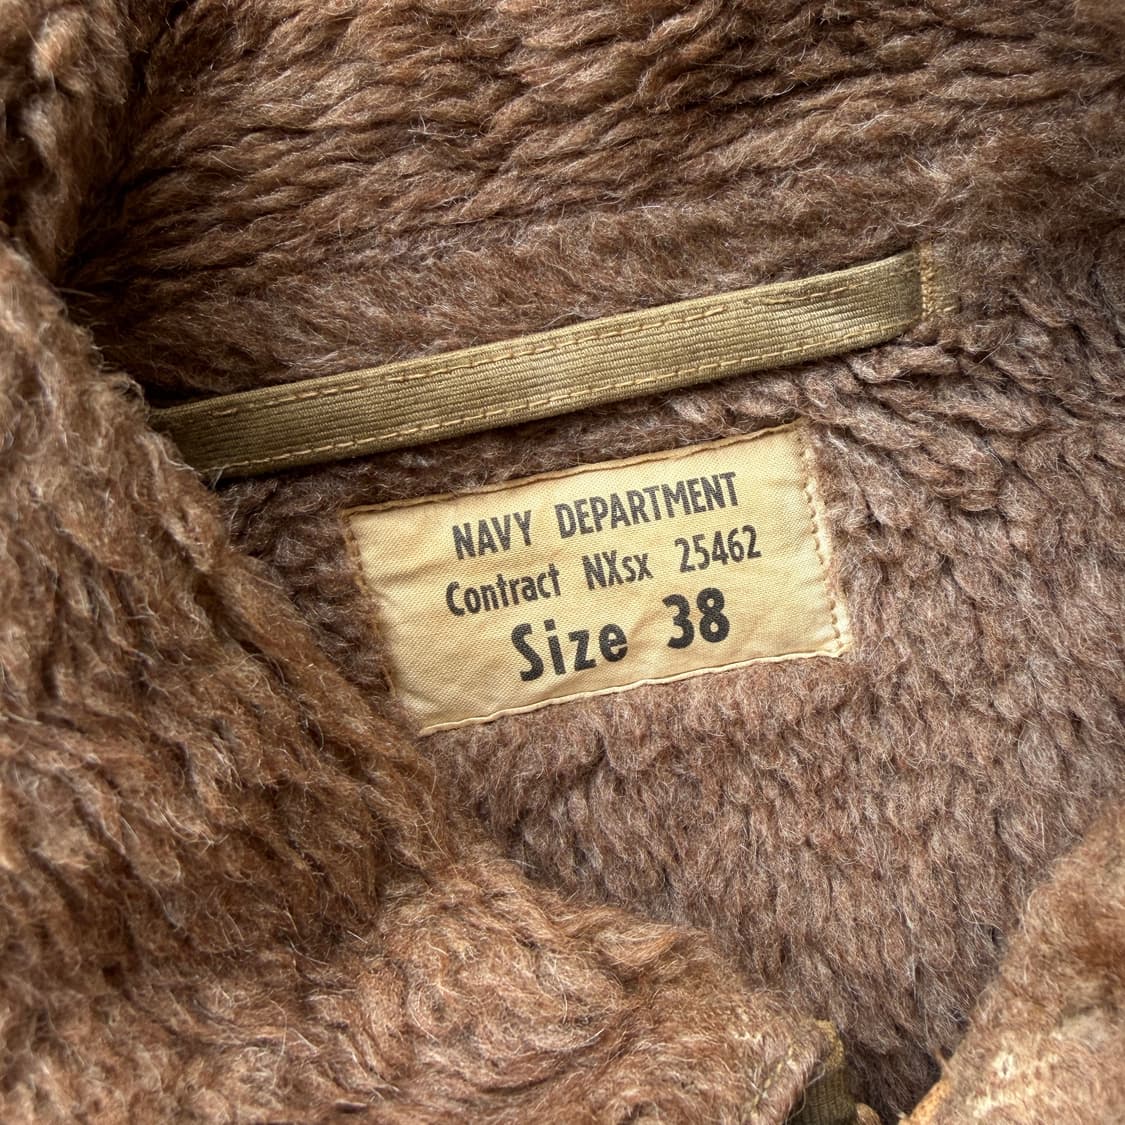 NAVY DEPARTMENT
Contract NXsx 25462
Size 38